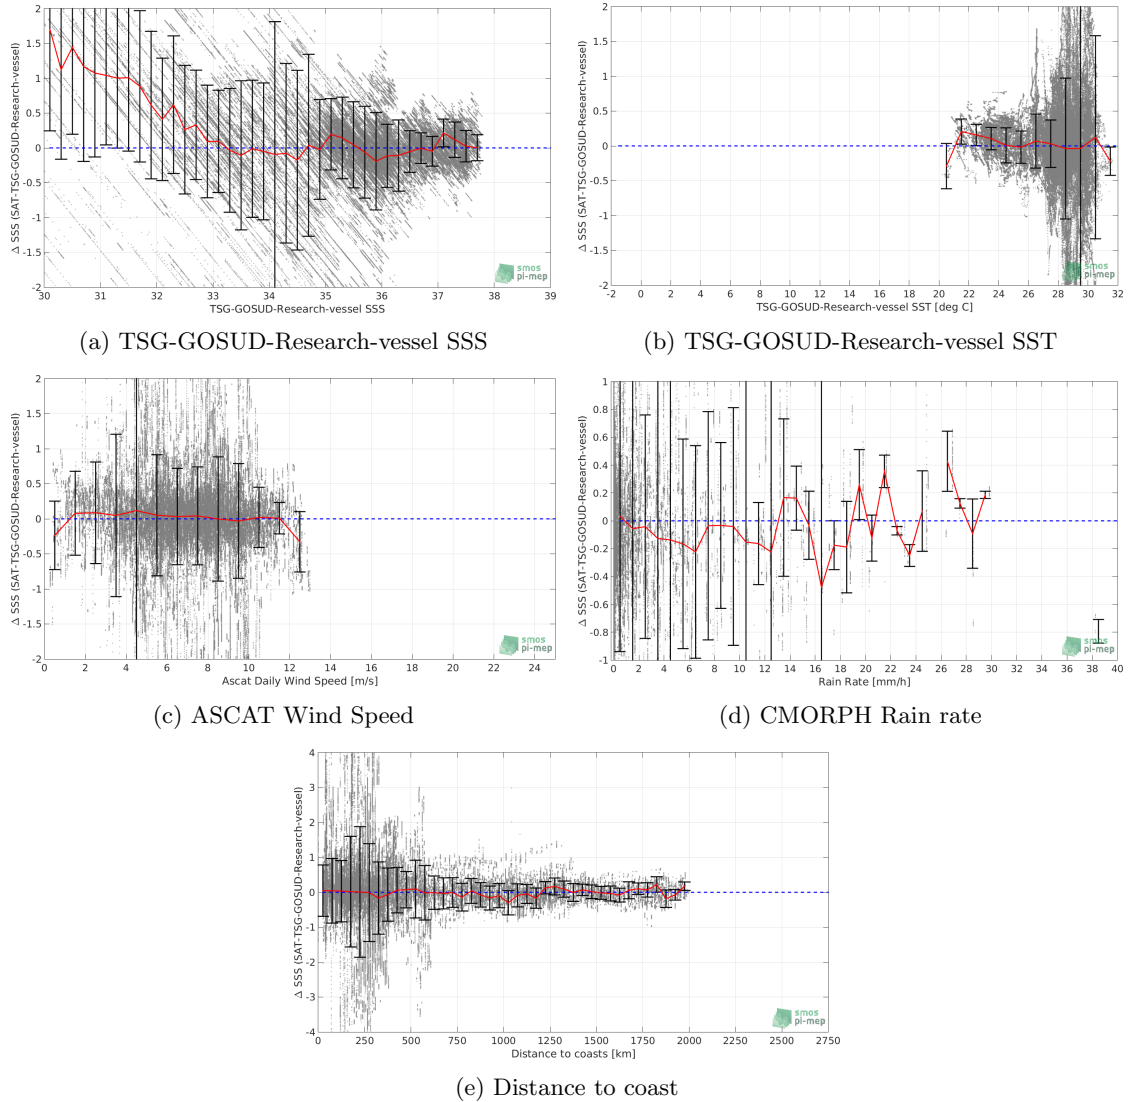 2
1.5
1
0.5
0
-0.5
-1
-1.5
-2
Δ SSS (SAT-TSG-GOSUD-Research-vessel)
30 31 32 33 34 35 36 37 38 39
TSG-GOSUD-Research-vessel SSS
smos
pi-mep
(a) TSG-GOSUD-Research-vessel SSS
2
1.5
1
0.5
0
-0.5
-1
-1.5
-2
Δ SSS (SAT-TSG-GOSUD-Research-vessel)
-2 0 2 4 6 8 10 12 14 16 18 20 22 24 26 28 30 32
TSG-GOSUD-Research-vessel SST [deg C]
smos
pi-mep
(b) TSG-GOSUD-Research-vessel SST
2
1.5
1
0.5
0
-0.5
-1
-1.5
-2
Δ SSS (SAT-TSG-GOSUD-Research-vessel)
0 2 4 6 8 10 12 14 16 18 20 22 24
Ascat Daily Wind Speed [m/s]
smos
pi-mep
(c) ASCAT Wind Speed
1
0.8
0.6
0.4
0.2
0
-0.2
-0.4
-0.6
-0.8
-1
Δ SSS (SAT-TSG-GOSUD-Research-vessel)
0 2 4 6 8 10 12 14 16 18 20 22 24 26 28 30 32 34 36 38 40
Rain Rate [mm/h]
smos
pi-mep
(d) CMORPH Rain rate
4
3
2
1
0
-1
-2
-3
-4
Δ SSS (SAT-TSG-GOSUD-Research-vessel)
0 250 500 750 1000 1250 1500 1750 2000 2250 2500 2750
Distance to coasts [km]
smos
pi-mep
(e) Distance to coast